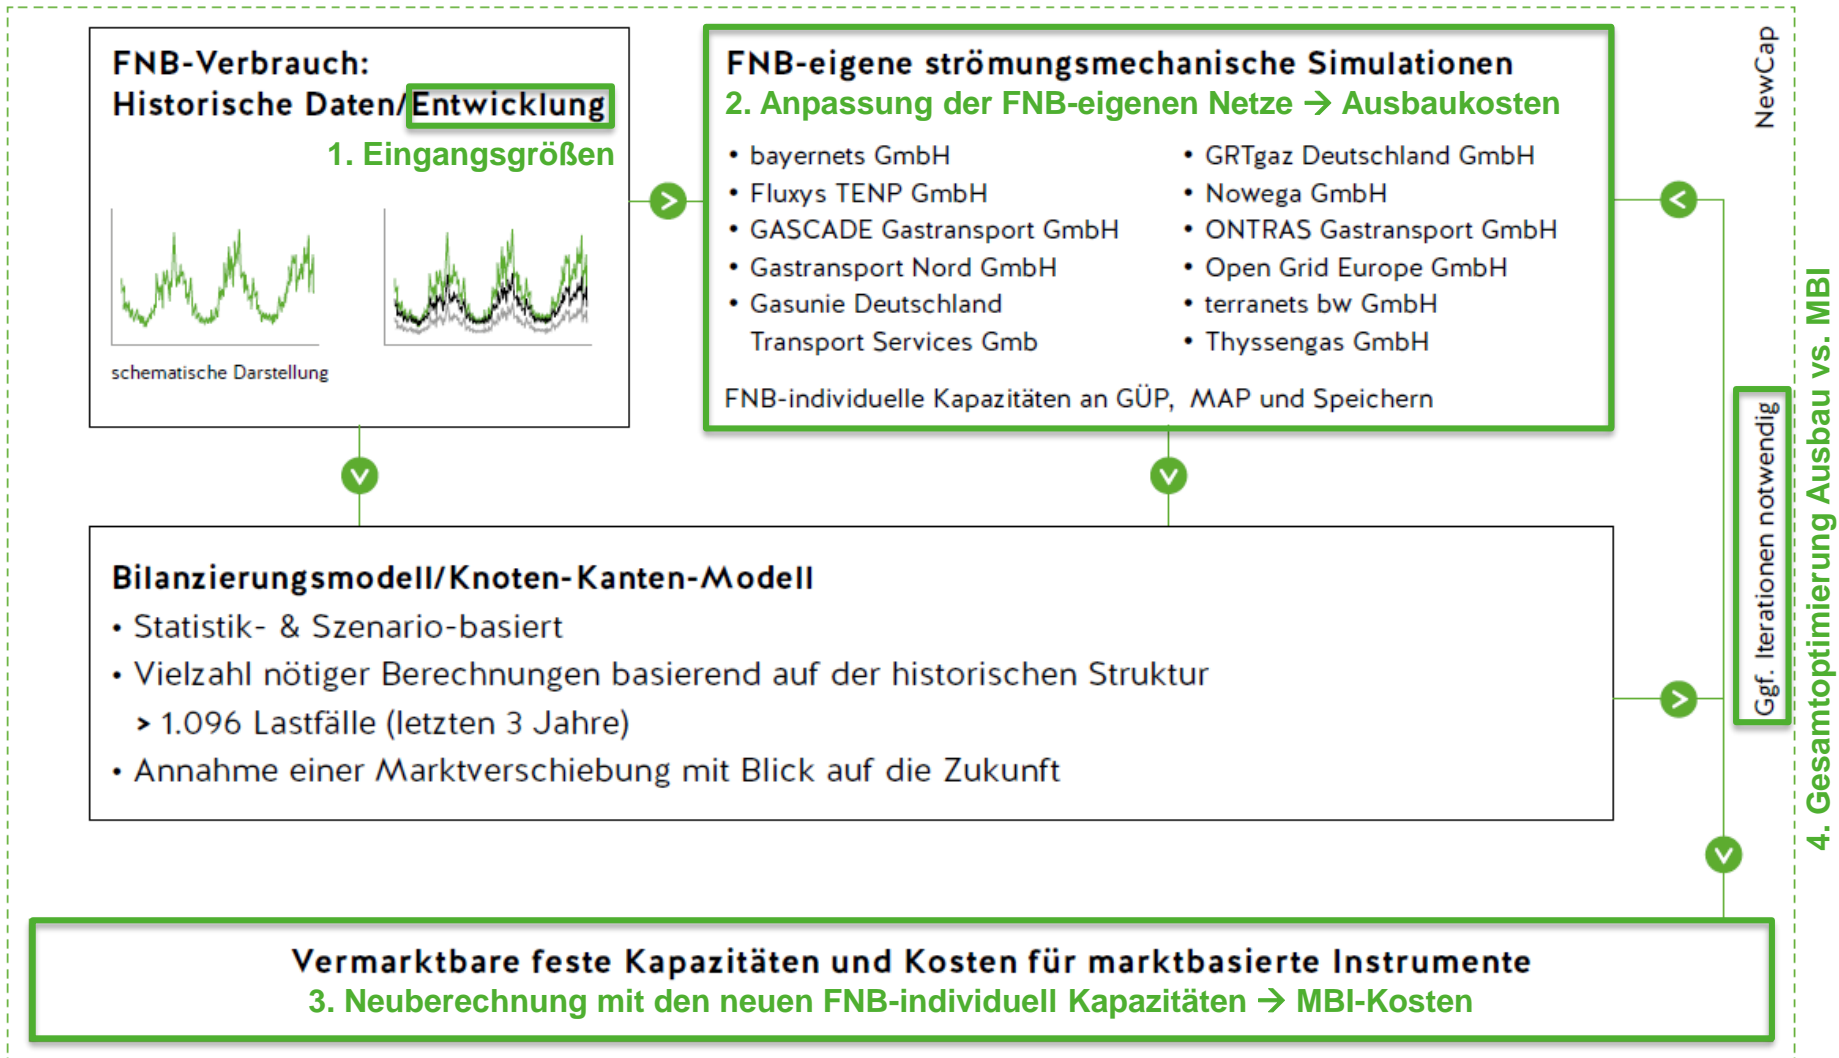 FNB-Verbrauch:
Historische Daten/Entwicklung
1. Eingangsgrößen
schematische Darstellung
FNB-eigene strömungsmechanische Simulationen
2. Anpassung der FNB-eigenen Netze → Ausbaukosten
• bayernets GmbH
• Fluxys TENP GmbH
• GASCADE Gastransport GmbH
• Gastransport Nord GmbH
• Gasunie Deutschland
Transport Services Gmb
• GRTgaz Deutschland GmbH
• Nowega GmbH
• ONTRAS Gastransport GmbH
• Open Grid Europe GmbH
• terranets bw GmbH
• Thyssengas GmbH
FNB-individuelle Kapazitäten an GÜP, MAP und Speichern
NewCap
Ggf. Iterationen notwendig
4. Gesamtoptimierung Ausbau vs. MBI
Bilanzierungsmodell/Knoten-Kanten-Modell
• Statistik- & Szenario-basiert
• Vielzahl nötiger Berechnungen basierend auf der historischen Struktur
> 1.096 Lastfälle (letzten 3 Jahre)
• Annahme einer Marktverschiebung mit Blick auf die Zukunft
Vermarktbare feste Kapazitäten und Kosten für marktbasierte Instrumente
3. Neuberechnung mit den neuen FNB-individuell Kapazitäten → MBI-Kosten